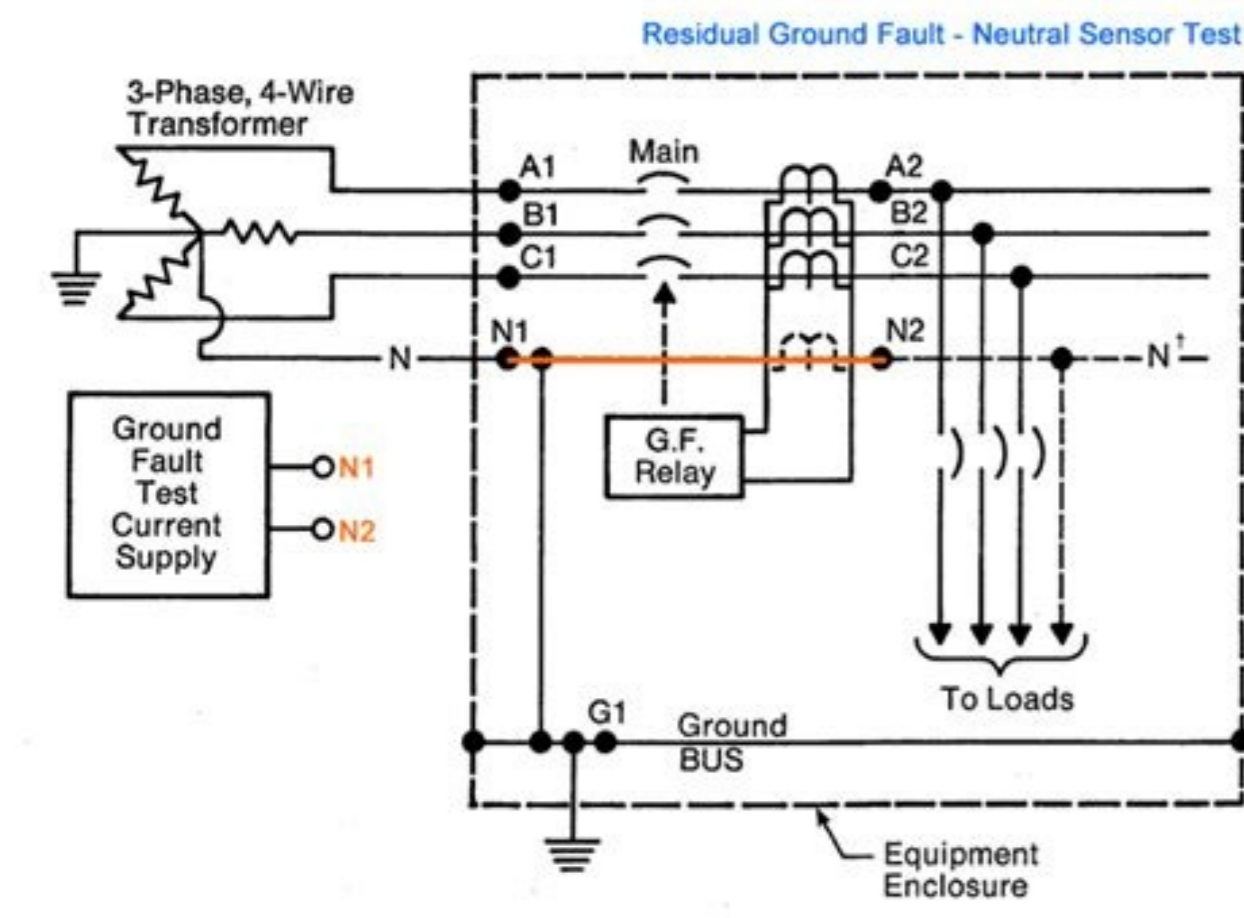 Residual Ground Fault - Neutral Sensor Test
3-Phase, 4-Wire
Transformer
Main
A1
A2
B1
B2
C1
C2
N1
N2
N
N†
Ground
Fault
Test
Current
Supply
N1
N2
G.F.
Relay
To Loads
G1
Ground
BUS
Equipment
Enclosure